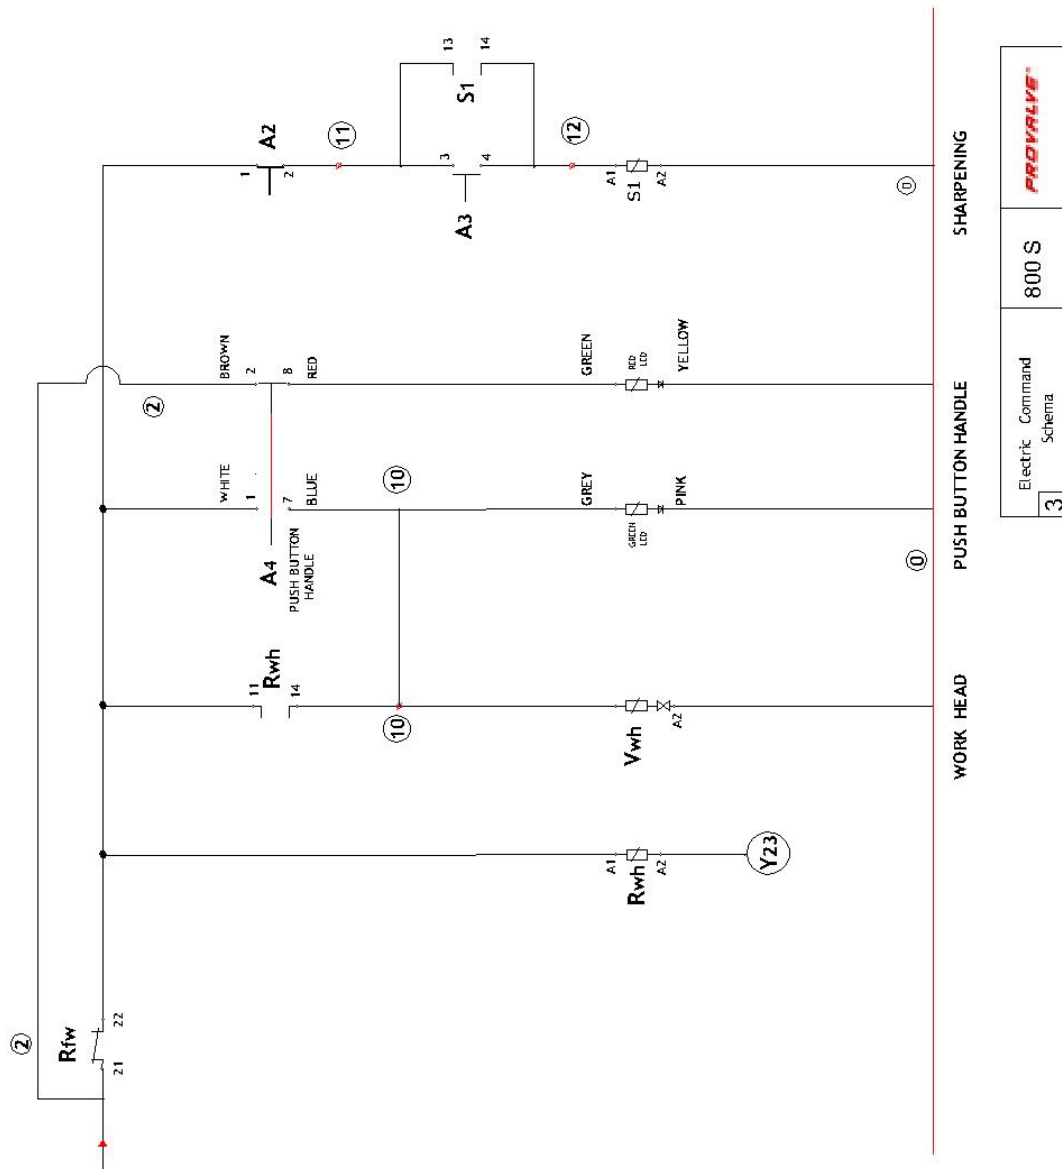 2
Rfw
21
22
Rwh
A1
A2
Y23
Rwh
11
14
10
Vwh
A2
WORK HEAD
A4
PUSH BUTTON
HANDLE
WHITE
1
7
BLUE
10
GREY
GREEN
LED
PINK
0
2
BROWN
2
8
RED
GREEN
RED
LED
YELLOW
PUSH BUTTON HANDLE
A2
1
2
11
A3
3
4
S1
13
14
12
A1
S1
A2
0
SHARPENING
Electric Command
Schema
3
800 S
PROVALVE